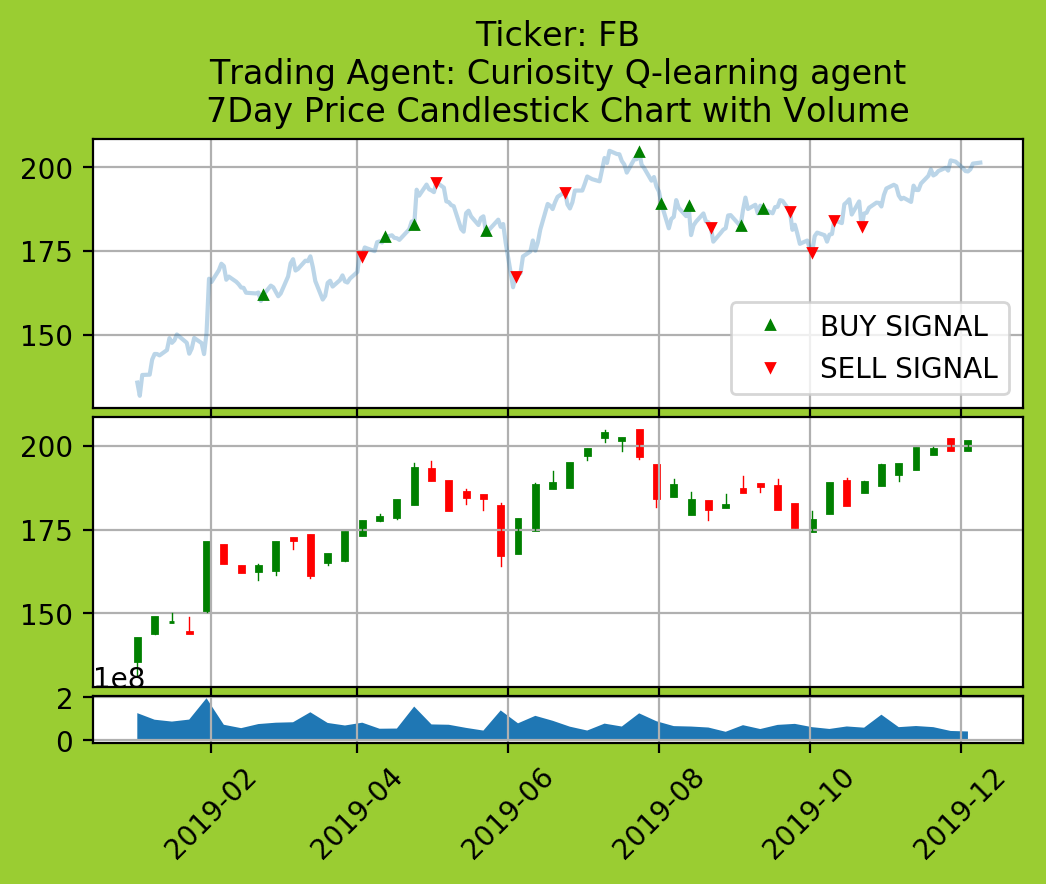 Ticker: FB
Trading Agent: Curiosity Q-learning agent
7Day Price Candlestick Chart with Volume
200
175
150
BUY SIGNAL
SELL SIGNAL
200
175
150
1e8
2
0
2019-02
2019-04
2019-06
2019-08
2019-10
2019-12